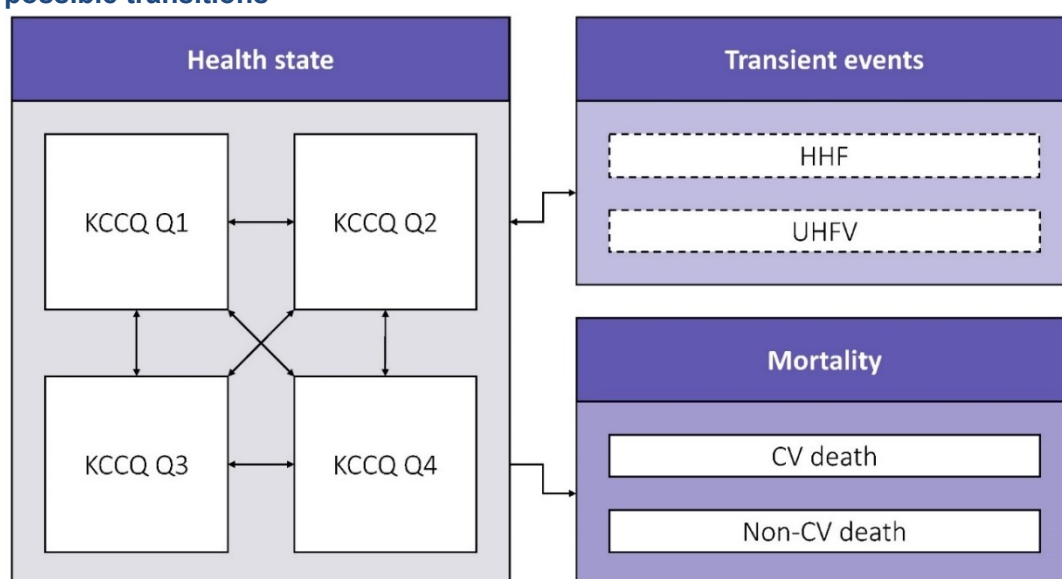 possible transitions
Health state
KCCQ Q1
KCCQ Q2
KCCQ Q3
KCCQ Q4
Transient events
HHF
UHFV
Mortality
CV death
Non-CV death